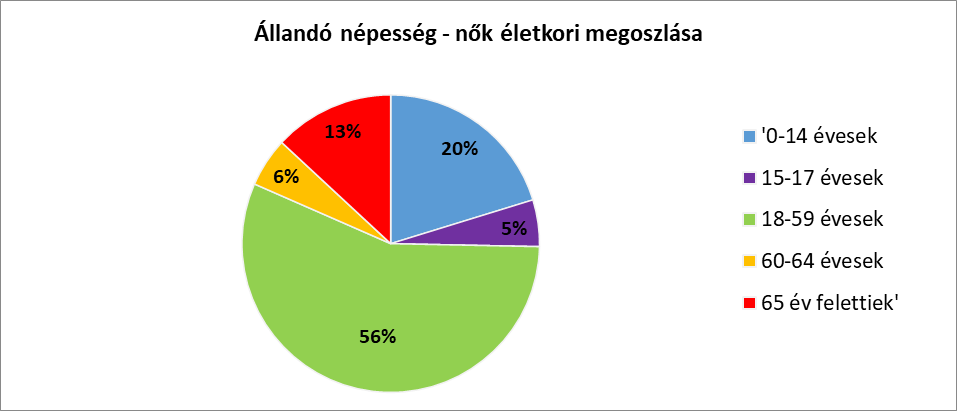 Állandó népesség - nők életkori megoszlása
13%
20%
6%
5%
56%
'0-14 évesek
15-17 évesek
18-59 évesek
60-64 évesek
65 év felettiek'